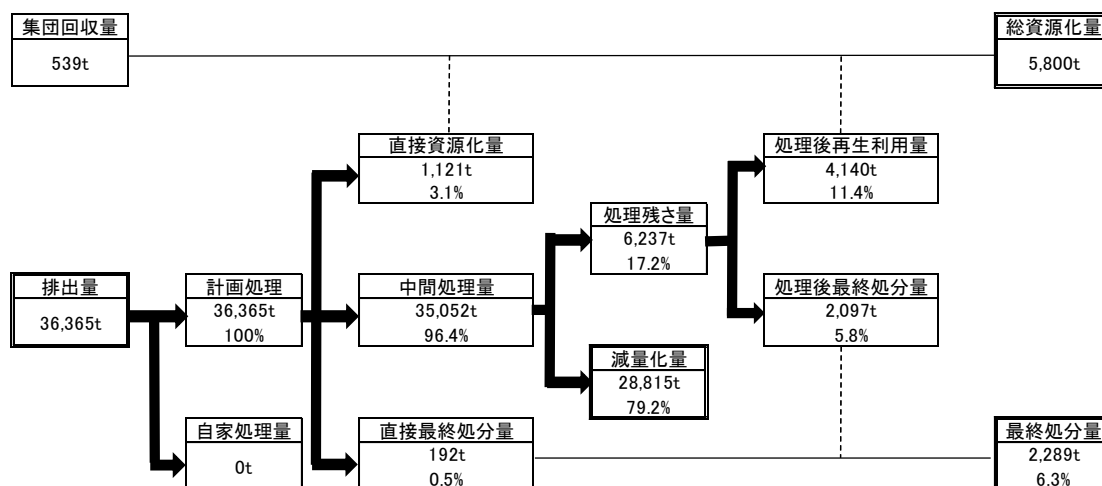 集団回収量
539t
総資源化量
5,800t
直接資源化量
1,121t
3.1%
処理後再生利用量
4,140t
11.4%
処理残さ量
6,237t
17.2%
排出量
36,365t
計画処理
36,365t
100%
中間処理量
35,052t
96.4%
処理後最終処分量
2,097t
5.8%
減量化量
28,815t
79.2%
自家処理量
0t
直接最終処分量
192t
0.5%
最終処分量
2,289t
6.3%